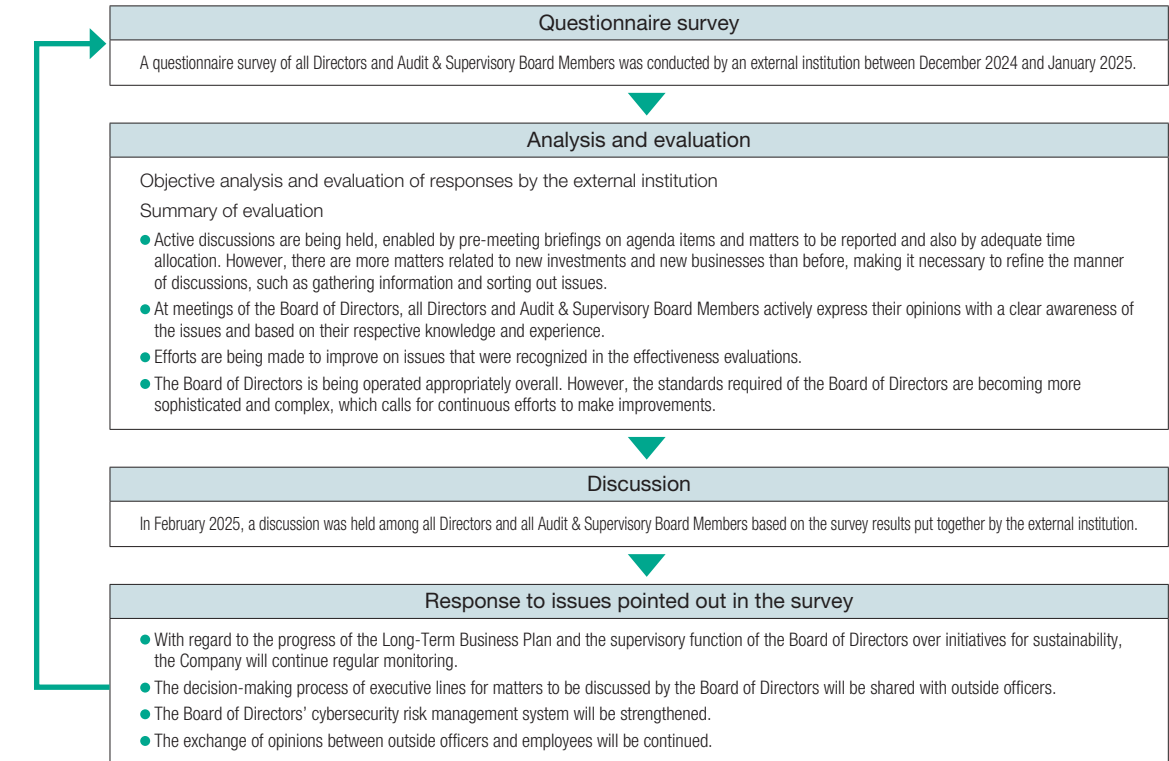 Questionnaire survey
A questionnaire survey of all Directors and Audit & Supervisory Board Members was conducted by an external institution between December 2024 and January 2025.
Analysis and evaluation
Objective analysis and evaluation of responses by the external institution
Summary of evaluation
● Active discussions are being held, enabled by pre-meeting briefings on agenda items and matters to be reported and also by adequate time
allocation. However, there are more matters related to new investments and new businesses than before, making it necessary to refine the manner
of discussions, such as gathering information and sorting out issues.
● At meetings of the Board of Directors, all Directors and Audit & Supervisory Board Members actively express their opinions with a clear awareness of
the issues and based on their respective knowledge and experience.
● Efforts are being made to improve on issues that were recognized in the effectiveness evaluations.
● The Board of Directors is being operated appropriately overall. However, the standards required of the Board of Directors are becoming more
sophisticated and complex, which calls for continuous efforts to make improvements.
Discussion
In February 2025, a discussion was held among all Directors and all Audit & Supervisory Board Members based on the survey results put together by the external institution.
Response to issues pointed out in the survey
● With regard to the progress of the Long-Term Business Plan and the supervisory function of the Board of Directors over initiatives for sustainability,
the Company will continue regular monitoring.
● The decision-making process of executive lines for matters to be discussed by the Board of Directors will be shared with outside officers.
● The Board of Directors' cybersecurity risk management system will be strengthened.
● The exchange of opinions between outside officers and employees will be continued.